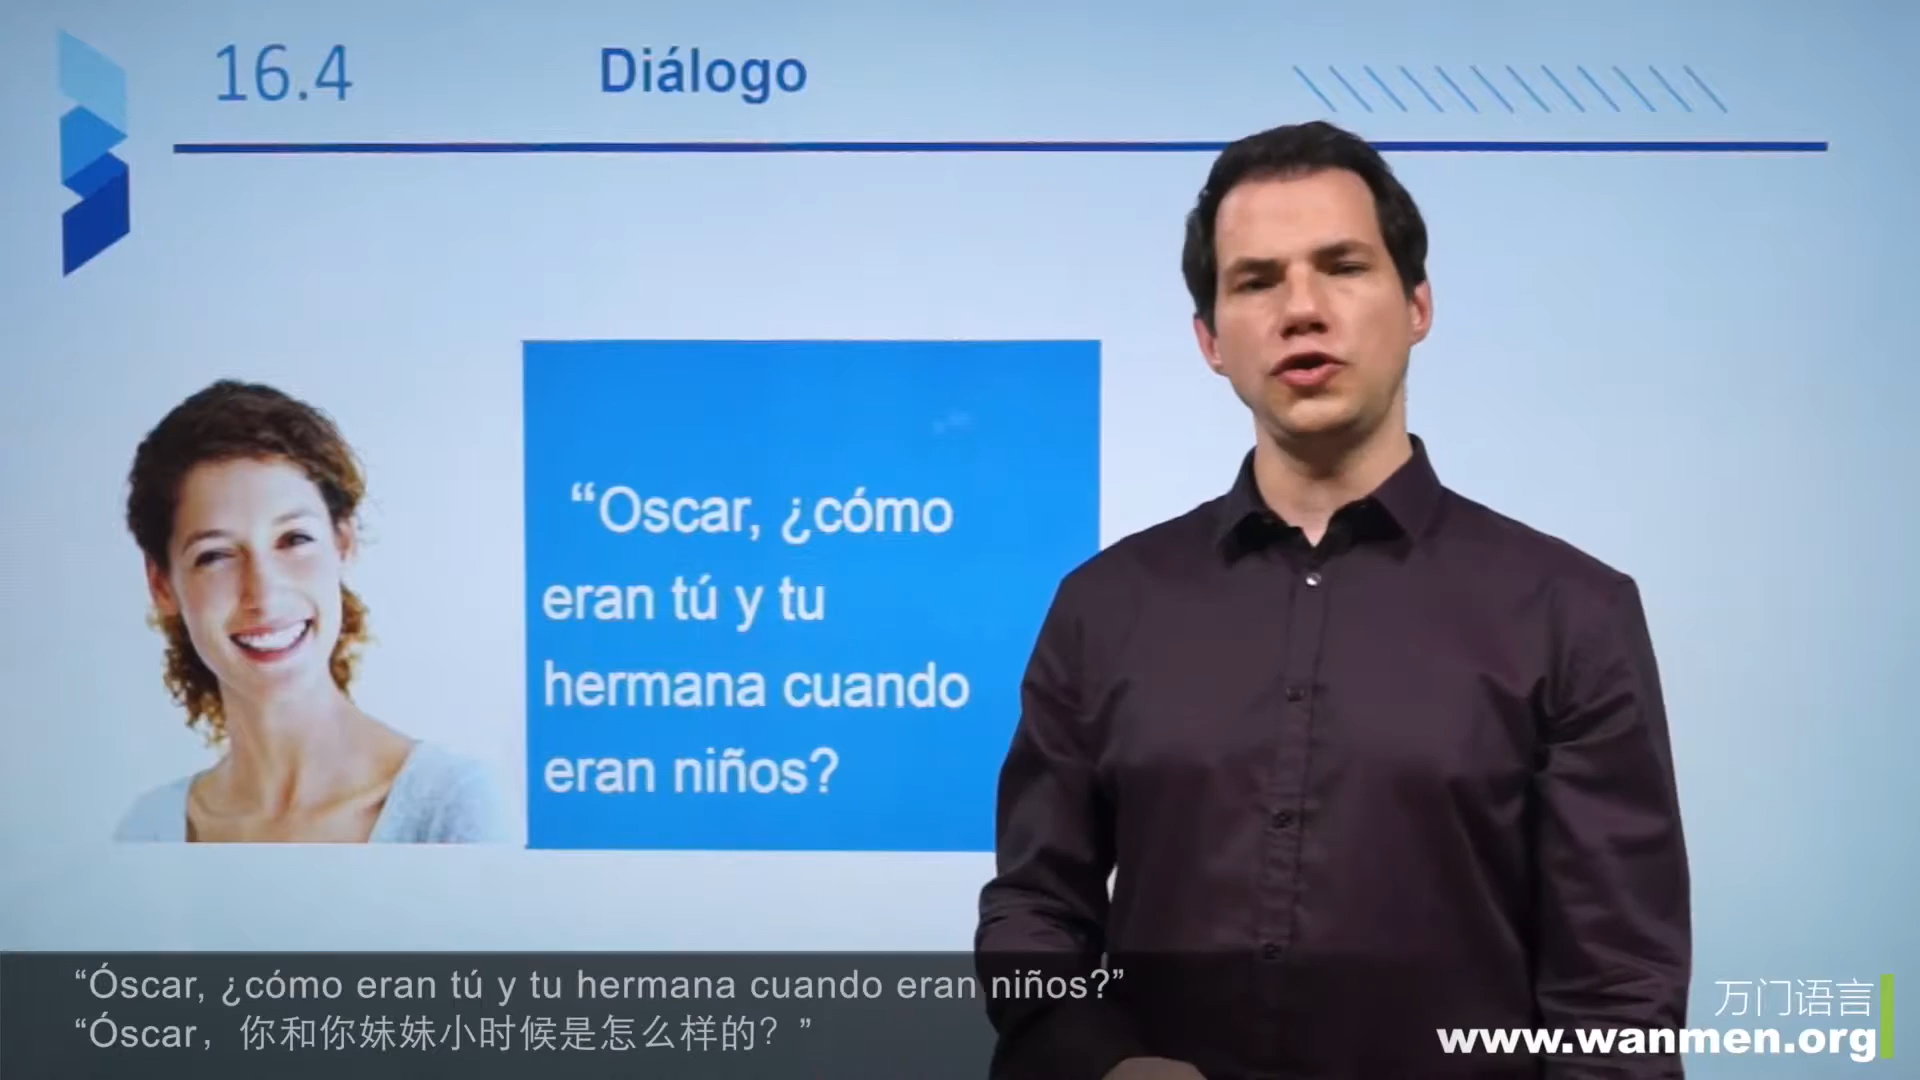 16.4
Diálogo
“Oscar, ¿cómo
eran tú y tu
hermana cuando
eran niños?
“Óscar, ¿cómo eran tú y tu hermana cuando eran niños?”
“Óscar，你和你妹妹小时候是怎么样的？”
万门语言
www.wanmen.org